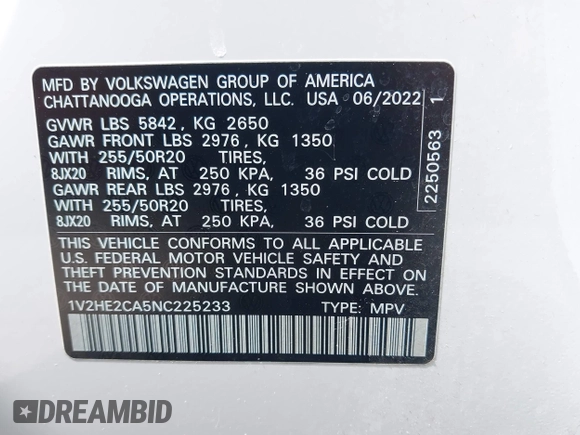 MFD BY VOLKSWAGEN GROUP OF AMERICA
CHATTANOOGA OPERATIONS, LLC. USA 06/2022
GVWR LBS 5842, KG 2650
GAWR FRONT LBS 2976, KG 1350
WITH 255/50R20 TIRES,
8JX20 RIMS, AT 250 KPA, 36 PSI COLD
GAWR REAR LBS 2976, KG 1350
WITH 255/50R20 TIRES,
8JX20 RIMS, AT 250 KPA, 36 PSI COLD
THIS VEHICLE CONFORMS TO ALL APPLICABLE
U.S. FEDERAL MOTOR VEHICLE SAFETY AND
THEFT PREVENTION STANDARDS IN EFFECT ON
THE DATE OF MANUFACTURE SHOWN ABOVE.
1V2HE2CA5NC225233 TYPE: MPV
2250563 1
DREAMBID